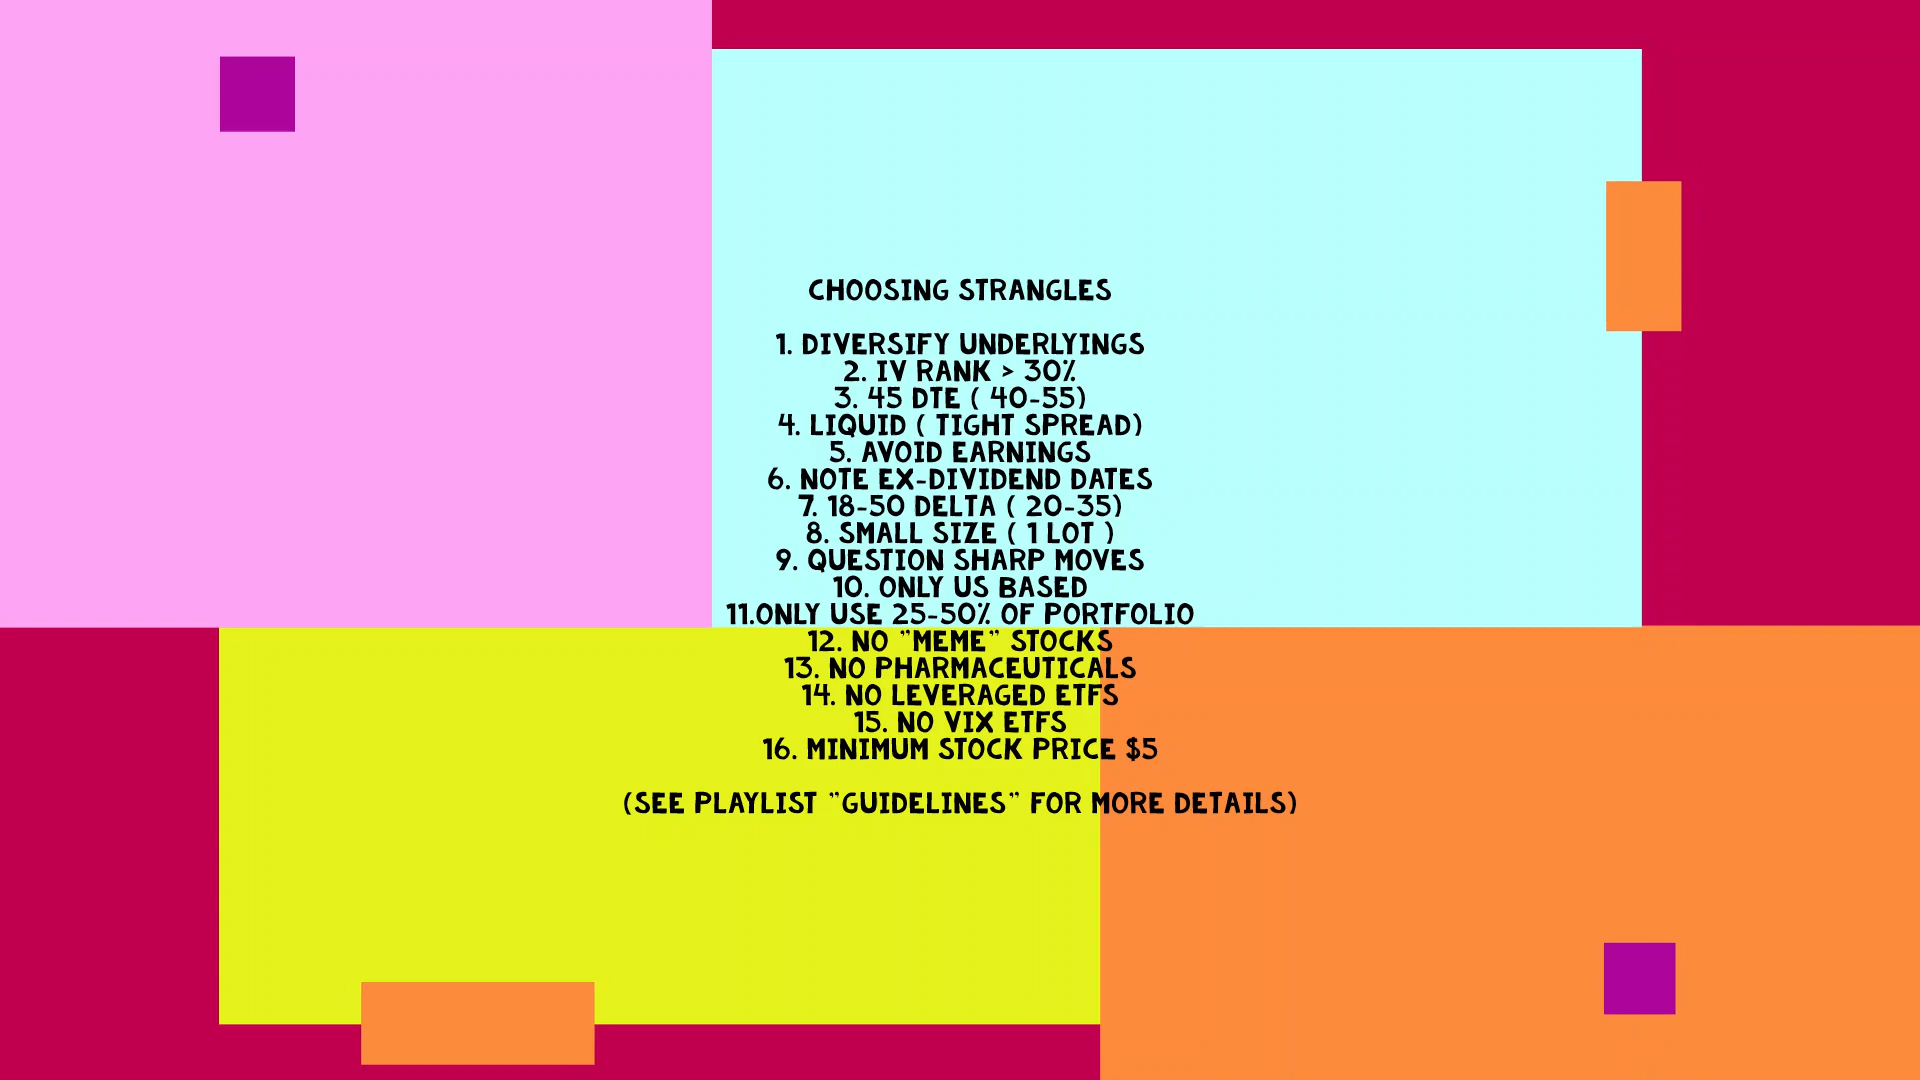 CHOOSING STRANGLES
1. DIVERSIFY UNDERLYINGS
2. IV RANK > 30%
3. 45 DTE ( 40-55)
4. LIQUID ( TIGHT SPREAD)
5. AVOID EARNINGS
6. NOTE EX-DIVIDEND DATES
7. 18-50 DELTA ( 20-35)
8. SMALL SIZE ( 1 LOT )
9. QUESTION SHARP MOVES
10. ONLY US BASED
11.ONLY USE 25-50% OF PORTFOLIO
12. NO "MEME" STOCKS
13. NO PHARMACEUTICALS
14. NO LEVERAGED ETFS
15. NO VIX ETFS
16. MINIMUM STOCK PRICE $5
(SEE PLAYLIST "GUIDELINES" FOR MORE DETAILS)